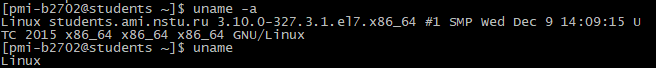 [pmi-b2702@students ~]$ uname -a
Linux students.ami.nstu.ru 3.10.0-327.3.1.el7.x86_64 #1 SMP Wed Dec 9 14:09:15 U
TC 2015 x86_64 x86_64 x86_64 GNU/Linux
[pmi-b2702@students ~]$ uname
Linux